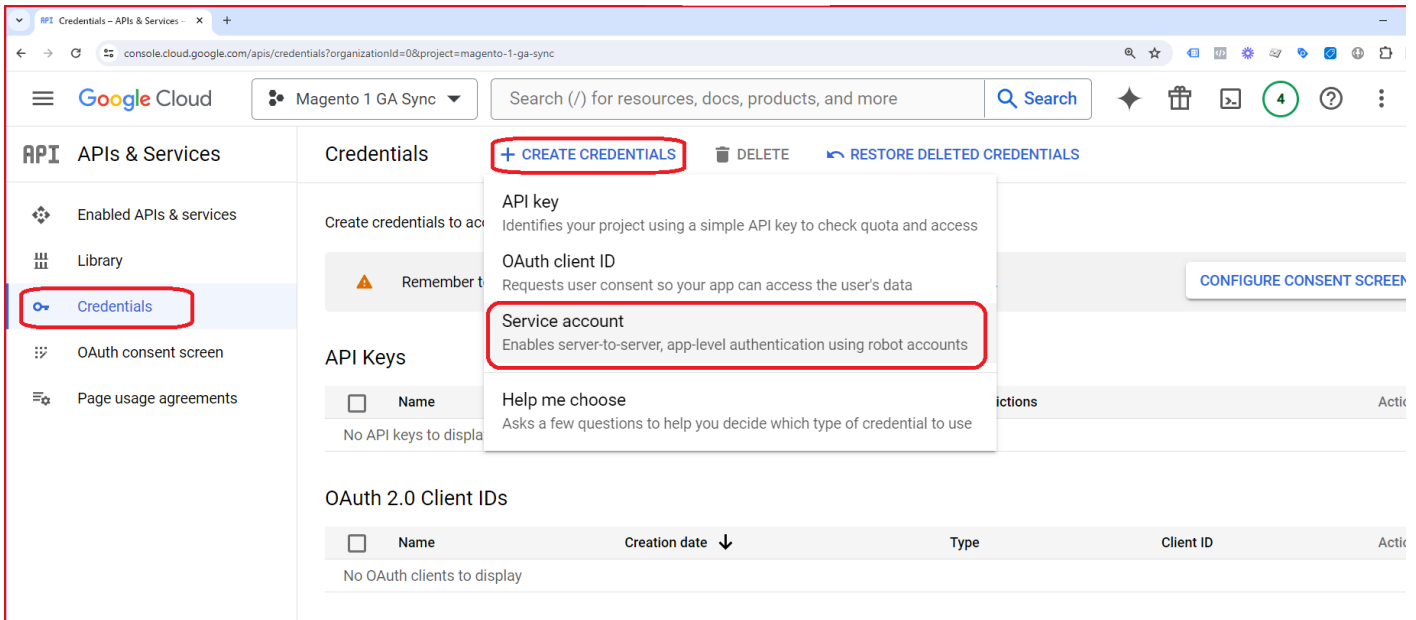 API Credentials – APIs & Services –
console.cloud.google.com/apis/credentials?organizationId=0&project=magento-1-ga-sync
Google Cloud
Magento 1 GA Sync
Search (/) for resources, docs, products, and more
Search
4
API APIs & Services
Enabled APIs & services
Library
Credentials
OAuth consent screen
Page usage agreements
Credentials
+ CREATE CREDENTIALS
DELETE
RESTORE DELETED CREDENTIALS
Create credentials to
API key
Identifies your project using a simple API key to check quota and access
OAuth client ID
Requests user consent so your app can access the user's data
Service account
Enables server-to-server, app-level authentication using robot accounts
Help me choose
Asks a few questions to help you decide which type of credential to use
Remember
CONFIGURE CONSENT SCREEN
API Keys
Name
No API keys to
OAuth 2.0 Client IDs
Name Creation date Type Client ID
No OAuth clients to display